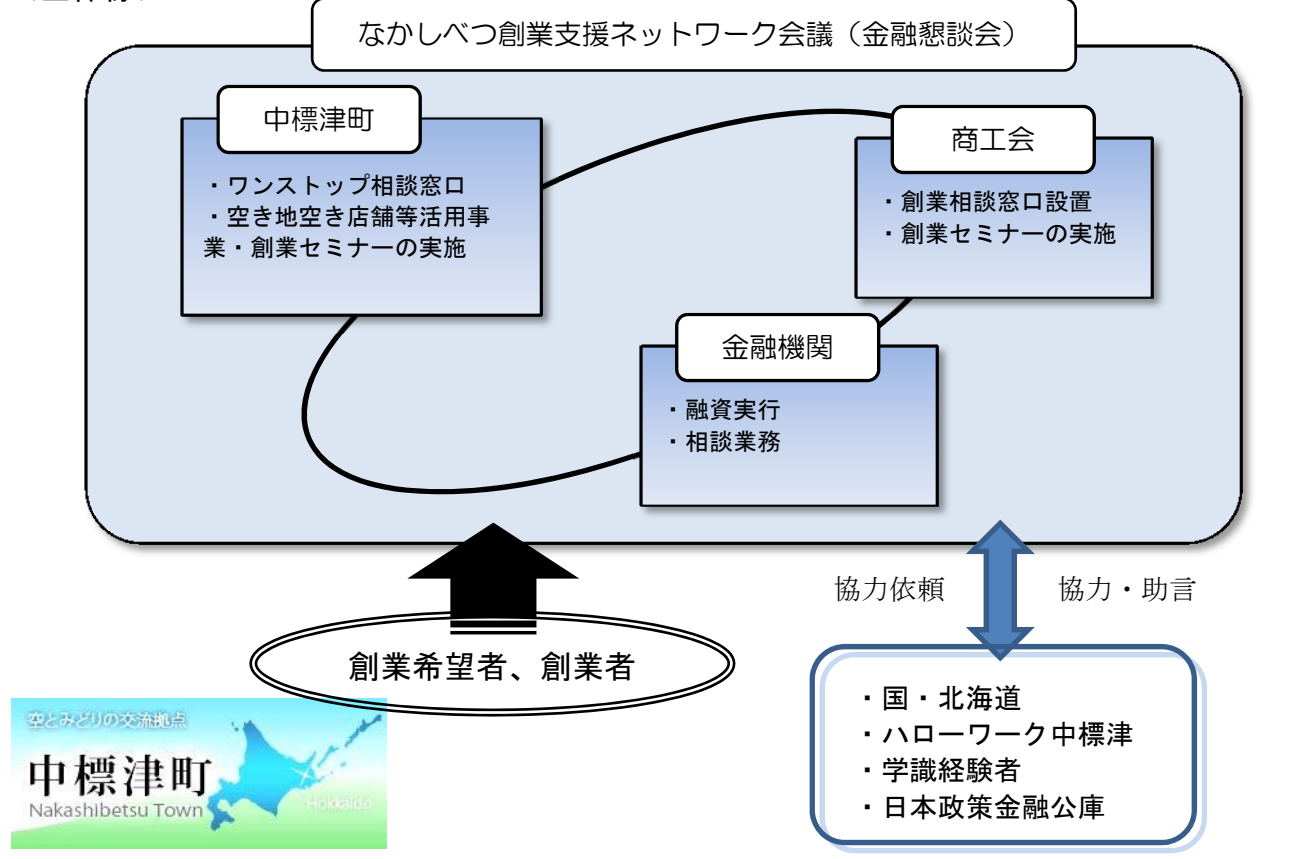 なかしべつ創業支援ネットワーク会議（金融懇談会）
中標津町
・ワンストップ相談窓口
・空き地空き店舗等活用事
業・創業セミナーの実施
商工会
・創業相談窓口設置
・創業セミナーの実施
金融機関
・融資実行
・相談業務
協力依頼
協力・助言
創業希望者、創業者
・国・北海道
・ハローワーク中標津
・学識経験者
・日本政策金融公庫
空とみどりの交流拠点
中標津町
Nakashibetsu Town
Hokkaido